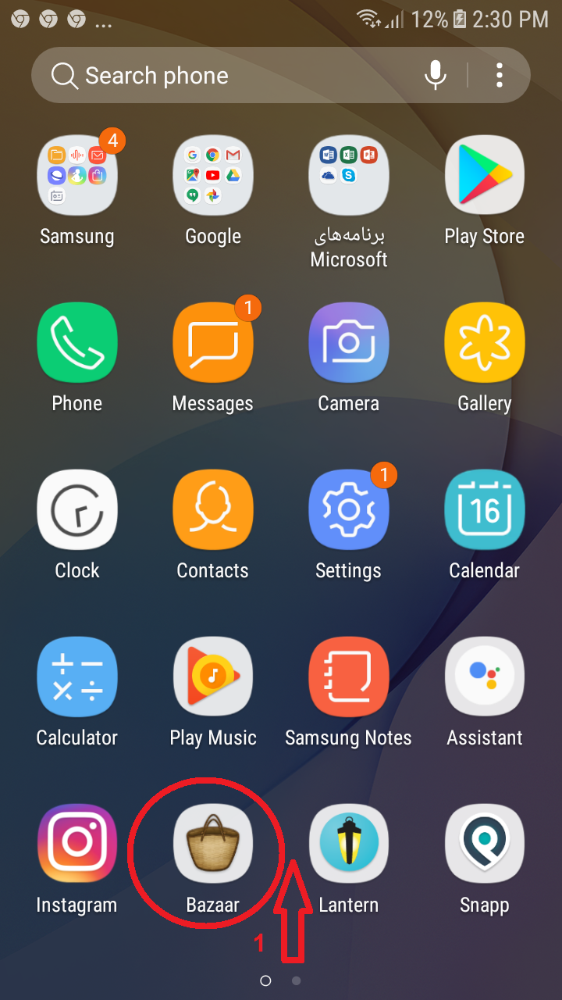 ... 12% 2:30 PM
Search phone
4
Samsung Google برنامه‌های Play Store
Microsoft
1
Phone Messages Camera Gallery
1
16
Clock Contacts Settings Calendar
Calculator Play Music Samsung Notes Assistant
Instagram Bazaar Lantern Snapp
1